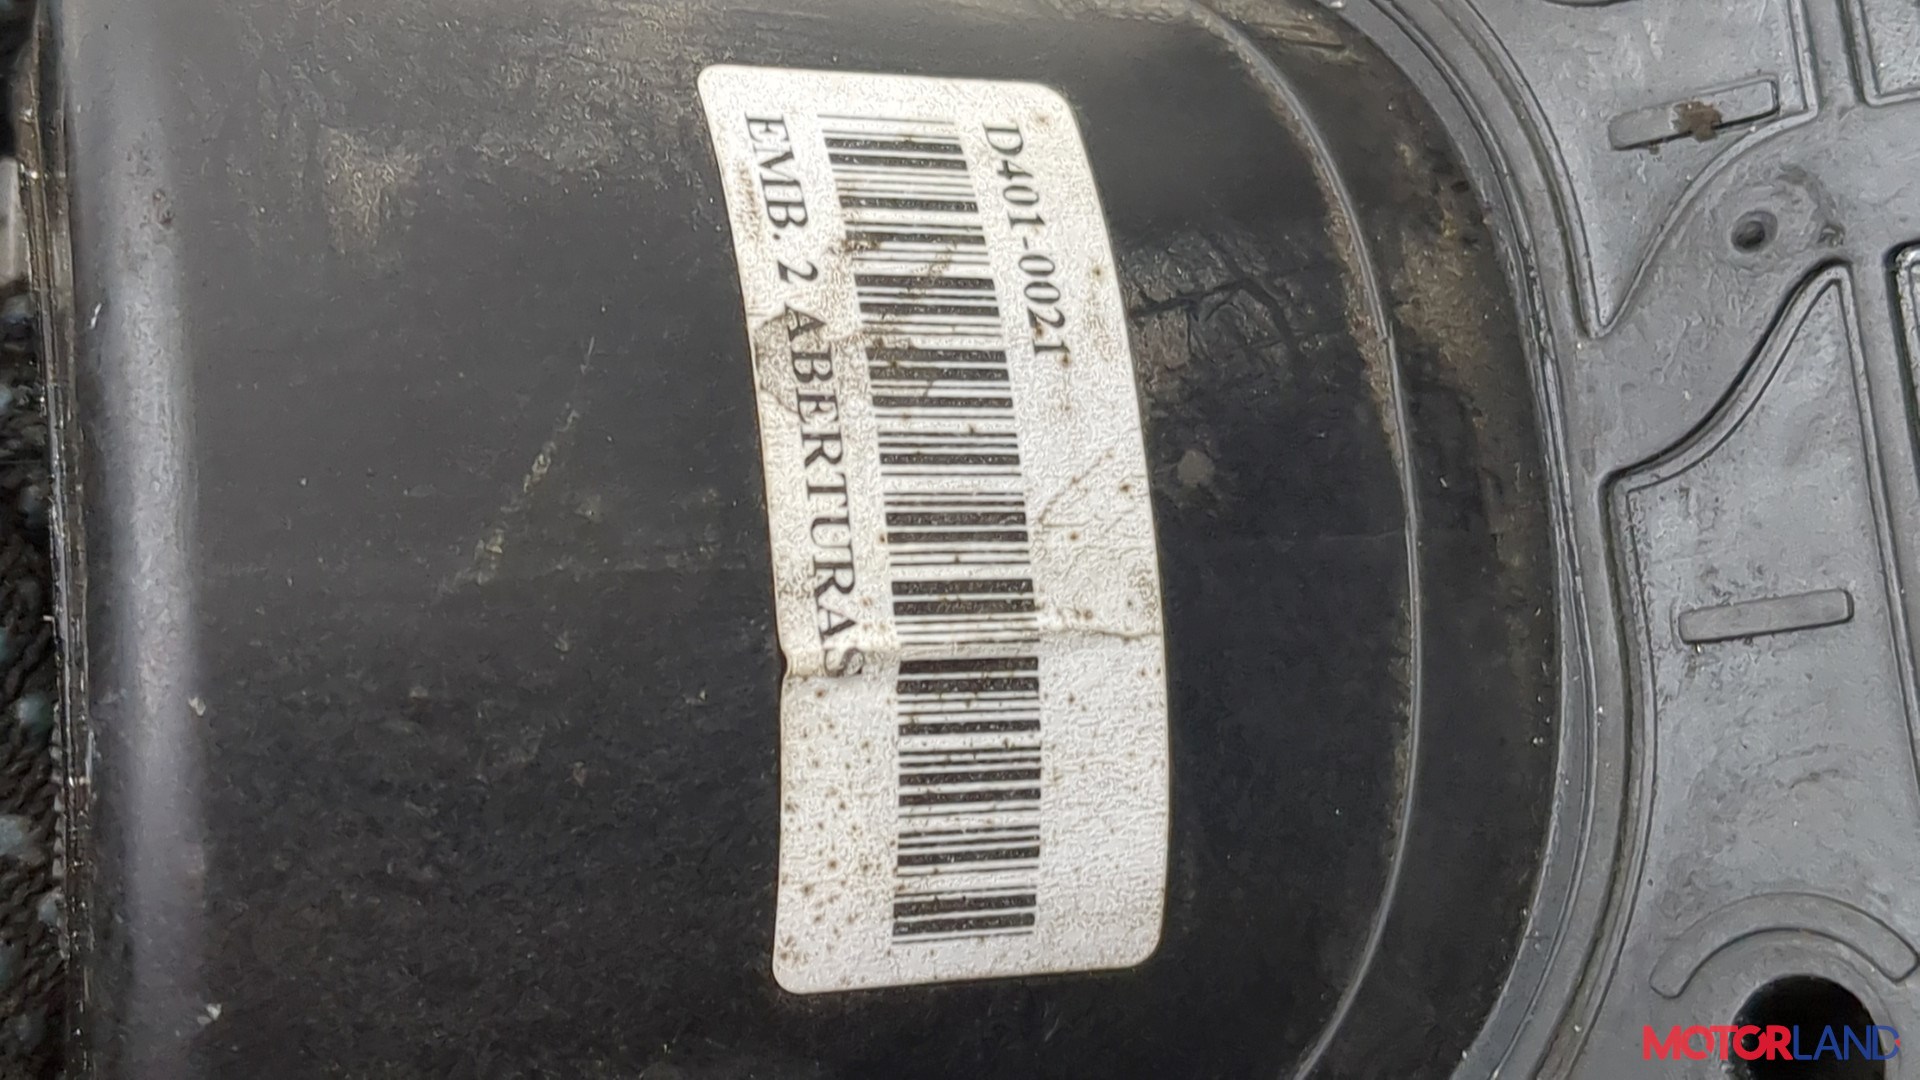 D401-0021
EMB. 2 ABERTURAS
MOTORLAND